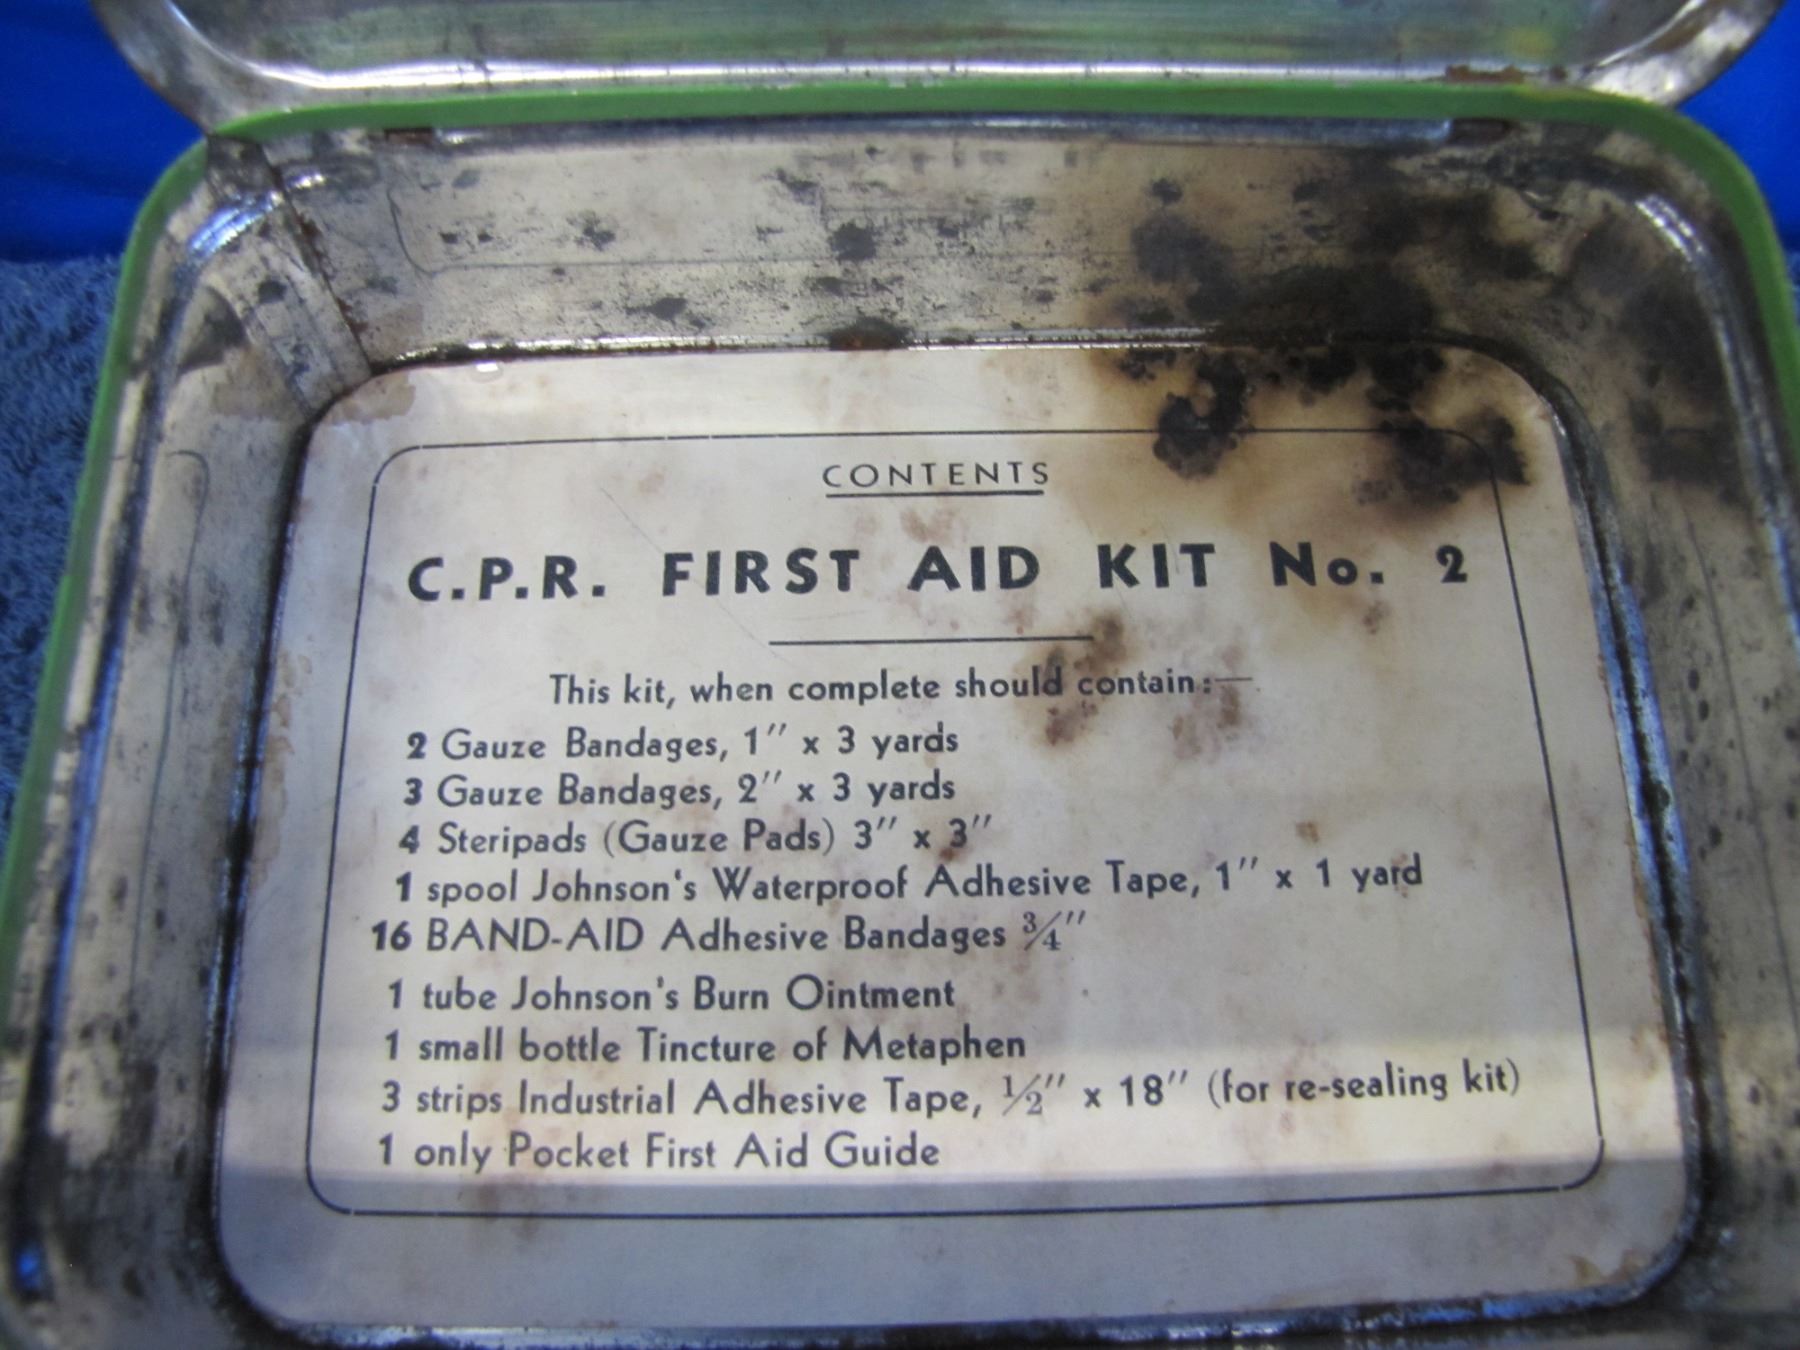 CONTENTS
C.P.R. FIRST AID KIT No. 2
This kit, when complete should contain:—
2 Gauze Bandages, 1″ x 3 yards
3 Gauze Bandages, 2″ x 3 yards
4 Steripads (Gauze Pads) 3″ x 3″
1 spool Johnson's Waterproof Adhesive Tape, 1″ x 1 yard
16 BAND-AID Adhesive Bandages ¾″
1 tube Johnson's Burn Ointment
1 small bottle Tincture of Metaphen
3 strips Industrial Adhesive Tape, ½″ x 18″ (for re-sealing kit)
1 only Pocket First Aid Guide